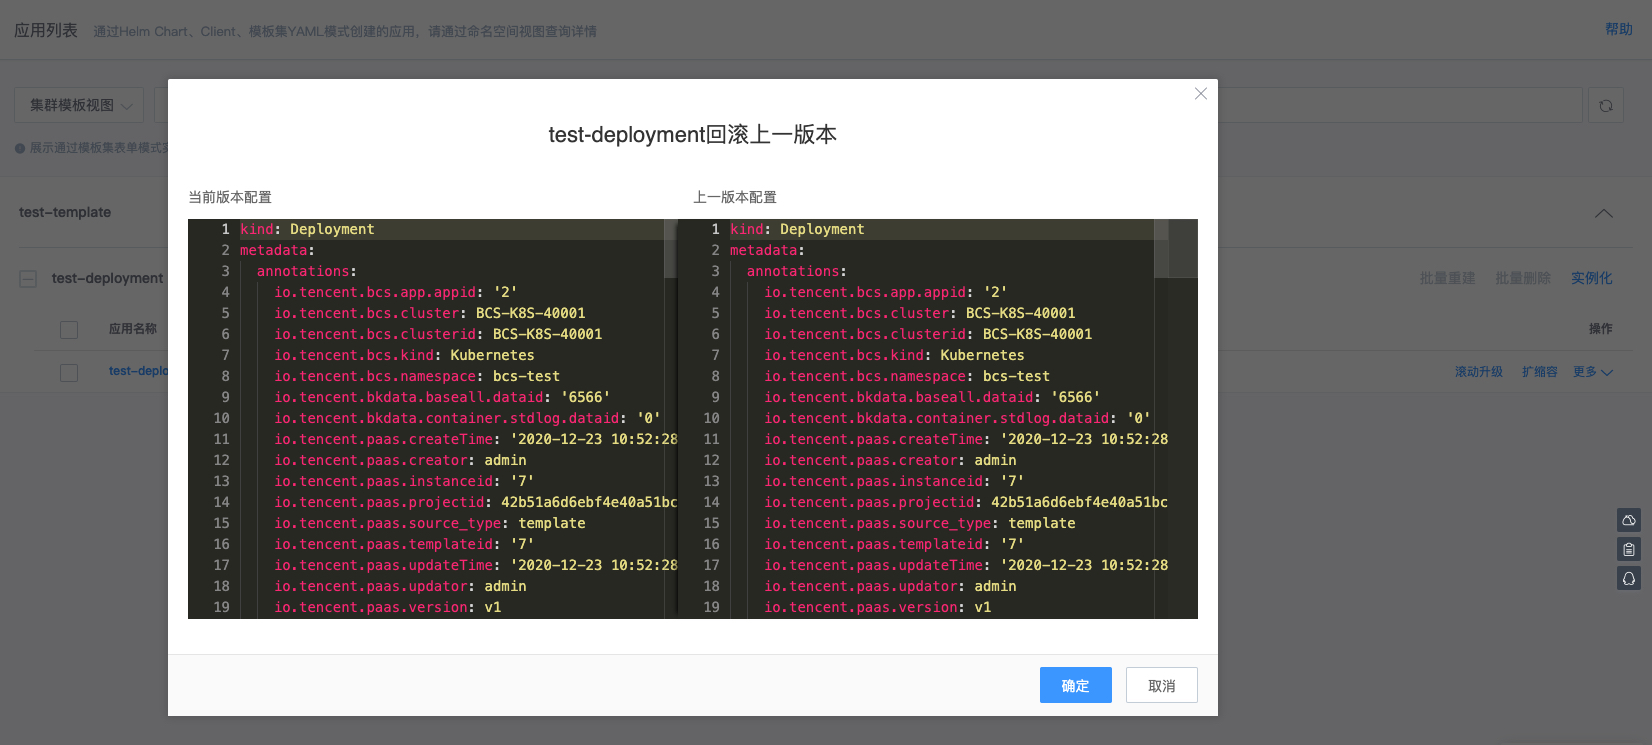 应用列表 通过Helm Chart、Client、模板集YAML模式创建的应用，请通过命名空间视图查询详情
帮助
集群模板视图
展示通过模板集表单模式
test-template
test-deployment
批量重建 批量删除 实例化
应用名称
操作
test-deplo
滚动升级 扩缩容 更多
test-deployment回滚上一版本
当前版本配置
1 kind: Deployment
2 metadata:
3 annotations:
4 io.tencent.bcs.app.appid: '2'
5 io.tencent.bcs.cluster: BCS-K8S-40001
6 io.tencent.bcs.clusterid: BCS-K8S-40001
7 io.tencent.bcs.kind: Kubernetes
8 io.tencent.bcs.namespace: bcs-test
9 io.tencent.bkdata.baseall.dataid: '6566'
10 io.tencent.bkdata.container.stdlog.dataid: '0'
11 io.tencent.paas.createTime: '2020-12-23 10:52:28
12 io.tencent.paas.creator: admin
13 io.tencent.paas.instanceid: '7'
14 io.tencent.paas.projectid: 42b51a6d6ebf4e40a51bc
15 io.tencent.paas.source_type: template
16 io.tencent.paas.templateid: '7'
17 io.tencent.paas.updateTime: '2020-12-23 10:52:28
18 io.tencent.paas.updator: admin
19 io.tencent.paas.version: v1
上一版本配置
1 kind: Deployment
2 metadata:
3 annotations:
4 io.tencent.bcs.app.appid: '2'
5 io.tencent.bcs.cluster: BCS-K8S-40001
6 io.tencent.bcs.clusterid: BCS-K8S-40001
7 io.tencent.bcs.kind: Kubernetes
8 io.tencent.bcs.namespace: bcs-test
9 io.tencent.bkdata.baseall.dataid: '6566'
10 io.tencent.bkdata.container.stdlog.dataid: '0'
11 io.tencent.paas.createTime: '2020-12-23 10:52:28
12 io.tencent.paas.creator: admin
13 io.tencent.paas.instanceid: '7'
14 io.tencent.paas.projectid: 42b51a6d6ebf4e40a51bc
15 io.tencent.paas.source_type: template
16 io.tencent.paas.templateid: '7'
17 io.tencent.paas.updateTime: '2020-12-23 10:52:28
18 io.tencent.paas.updator: admin
19 io.tencent.paas.version: v1
确定 取消